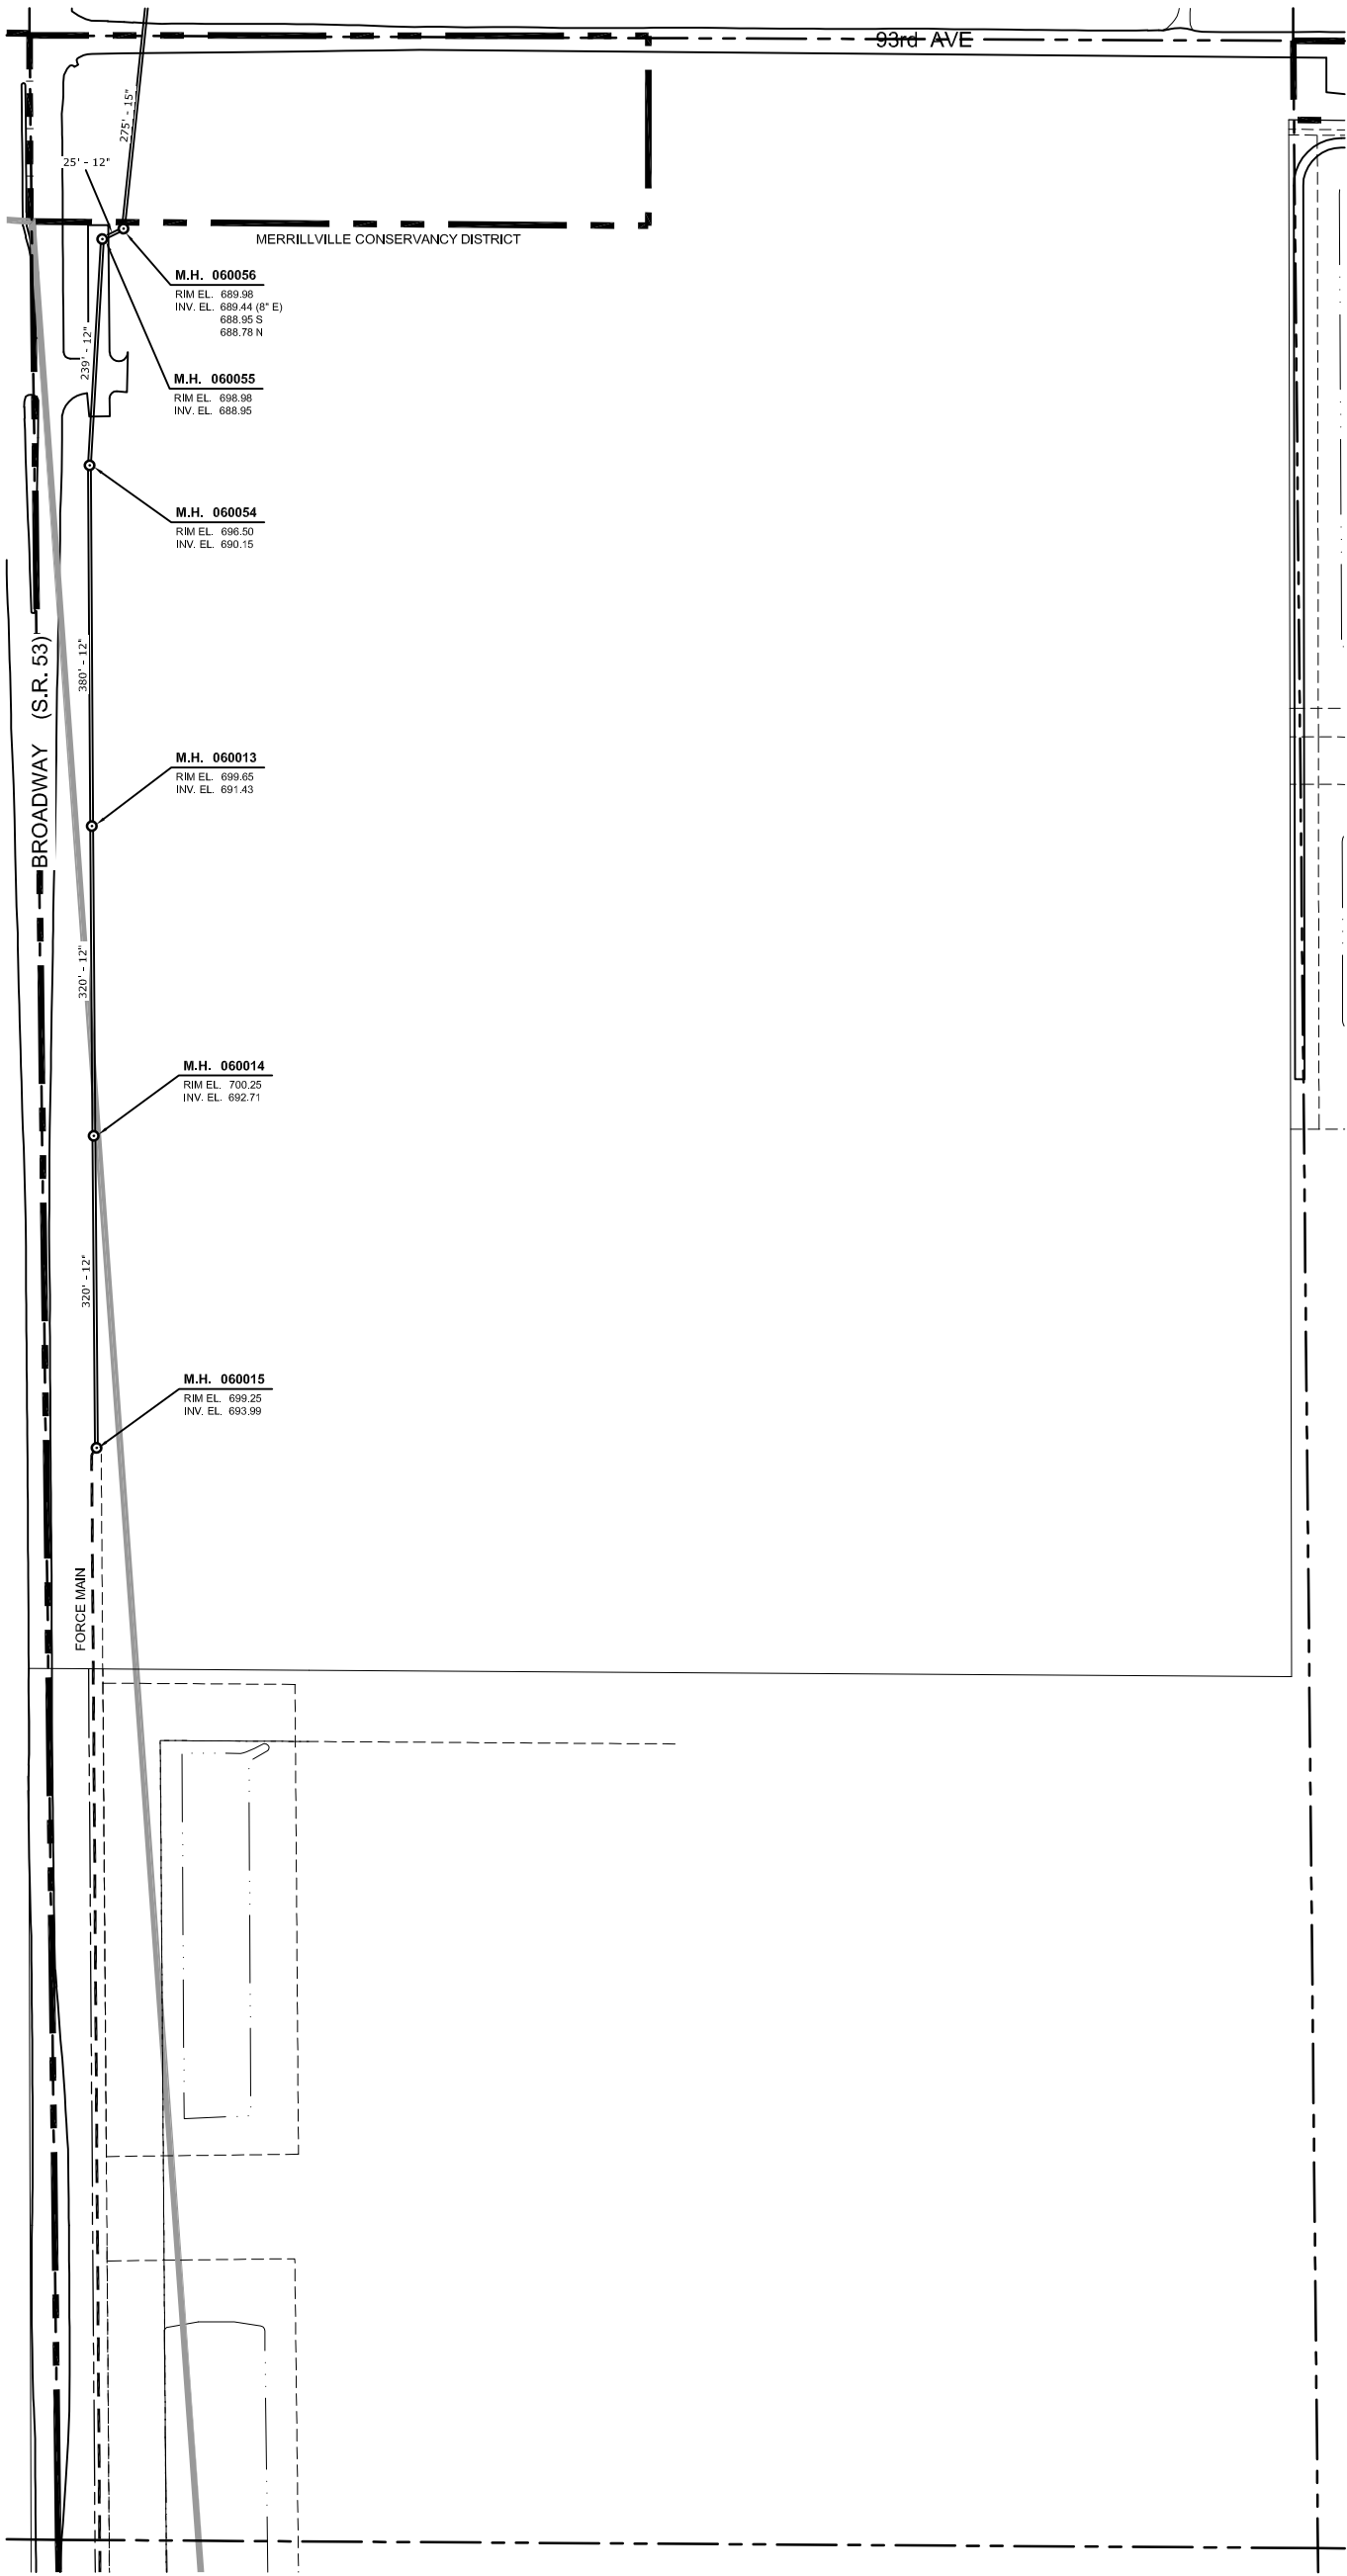 93rd AVE
275' - 15"
25' - 12"
MERRILLVILLE CONSERVANCY DISTRICT
M.H. 060056
RIM EL. 689.98
INV. EL. 689.44 (8" E)
688.95 S
688.78 N
239' - 12"
M.H. 060055
RIM EL. 698.98
INV. EL. 688.95
M.H. 060054
RIM EL. 696.50
INV. EL. 690.15
380' - 12"
BROADWAY (S.R. 53)
M.H. 060013
RIM EL. 699.65
INV. EL. 691.43
320' - 12"
M.H. 060014
RIM EL. 700.25
INV. EL. 692.71
320' - 12"
M.H. 060015
RIM EL. 699.25
INV. EL. 693.99
FORCE MAIN